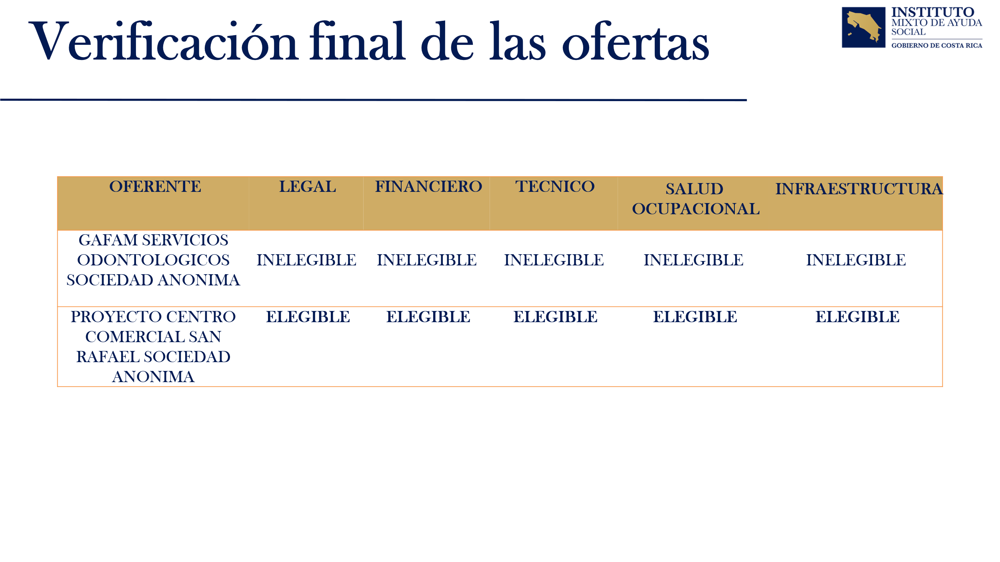 Verificación final de las ofertas
INSTITUTO
MIXTO DE AYUDA
SOCIAL
GOBIERNO DE COSTA RICA
OFERENTE LEGAL FINANCIERO TECNICO SALUD OCUPACIONAL INFRAESTRUCTURA
GAFAM SERVICIOS
ODONTOLOGICOS
SOCIEDAD ANONIMA
INELEGIBLE INELEGIBLE INELEGIBLE INELEGIBLE INELEGIBLE
PROYECTO CENTRO
COMERCIAL SAN
RAFAEL SOCIEDAD
ANONIMA
ELEGIBLE ELEGIBLE ELEGIBLE ELEGIBLE ELEGIBLE